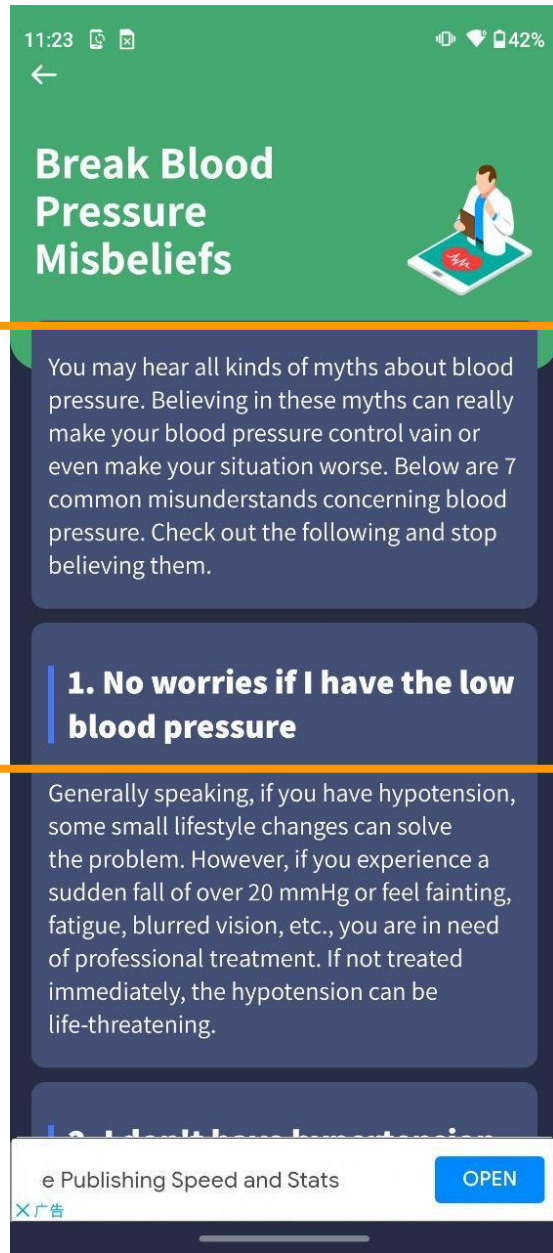 11:23
42%
Break Blood
Pressure
Misbeliefs
You may hear all kinds of myths about blood
pressure. Believing in these myths can really
make your blood pressure control vain or
even make your situation worse. Below are 7
common misunderstands concerning blood
pressure. Check out the following and stop
believing them.
1. No worries if I have the low
blood pressure
Generally speaking, if you have hypotension,
some small lifestyle changes can solve
the problem. However, if you experience a
sudden fall of over 20 mmHg or feel fainting,
fatigue, blurred vision, etc., you are in need
of professional treatment. If not treated
immediately, the hypotension can be
life-threatening.
2. I don't have hypertension
e Publishing Speed and Stats
OPEN
广告